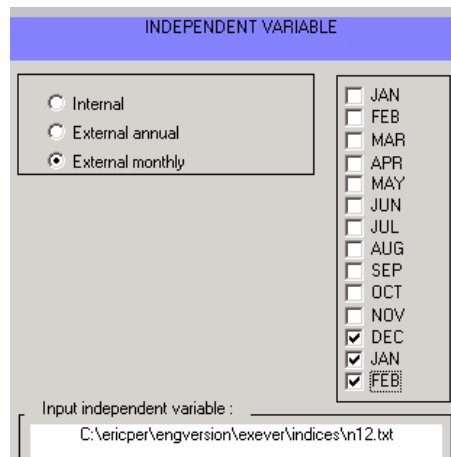 INDEPENDENT VARIABLE
Internal
External annual
External monthly
JAN
FEB
MAR
APR
MAY
JUN
JUL
AUG
SEP
OCT
NOV
DEC
JAN
FEB
Input independent variable :
C:\ericper\engversion\exever\indices\n12.txt